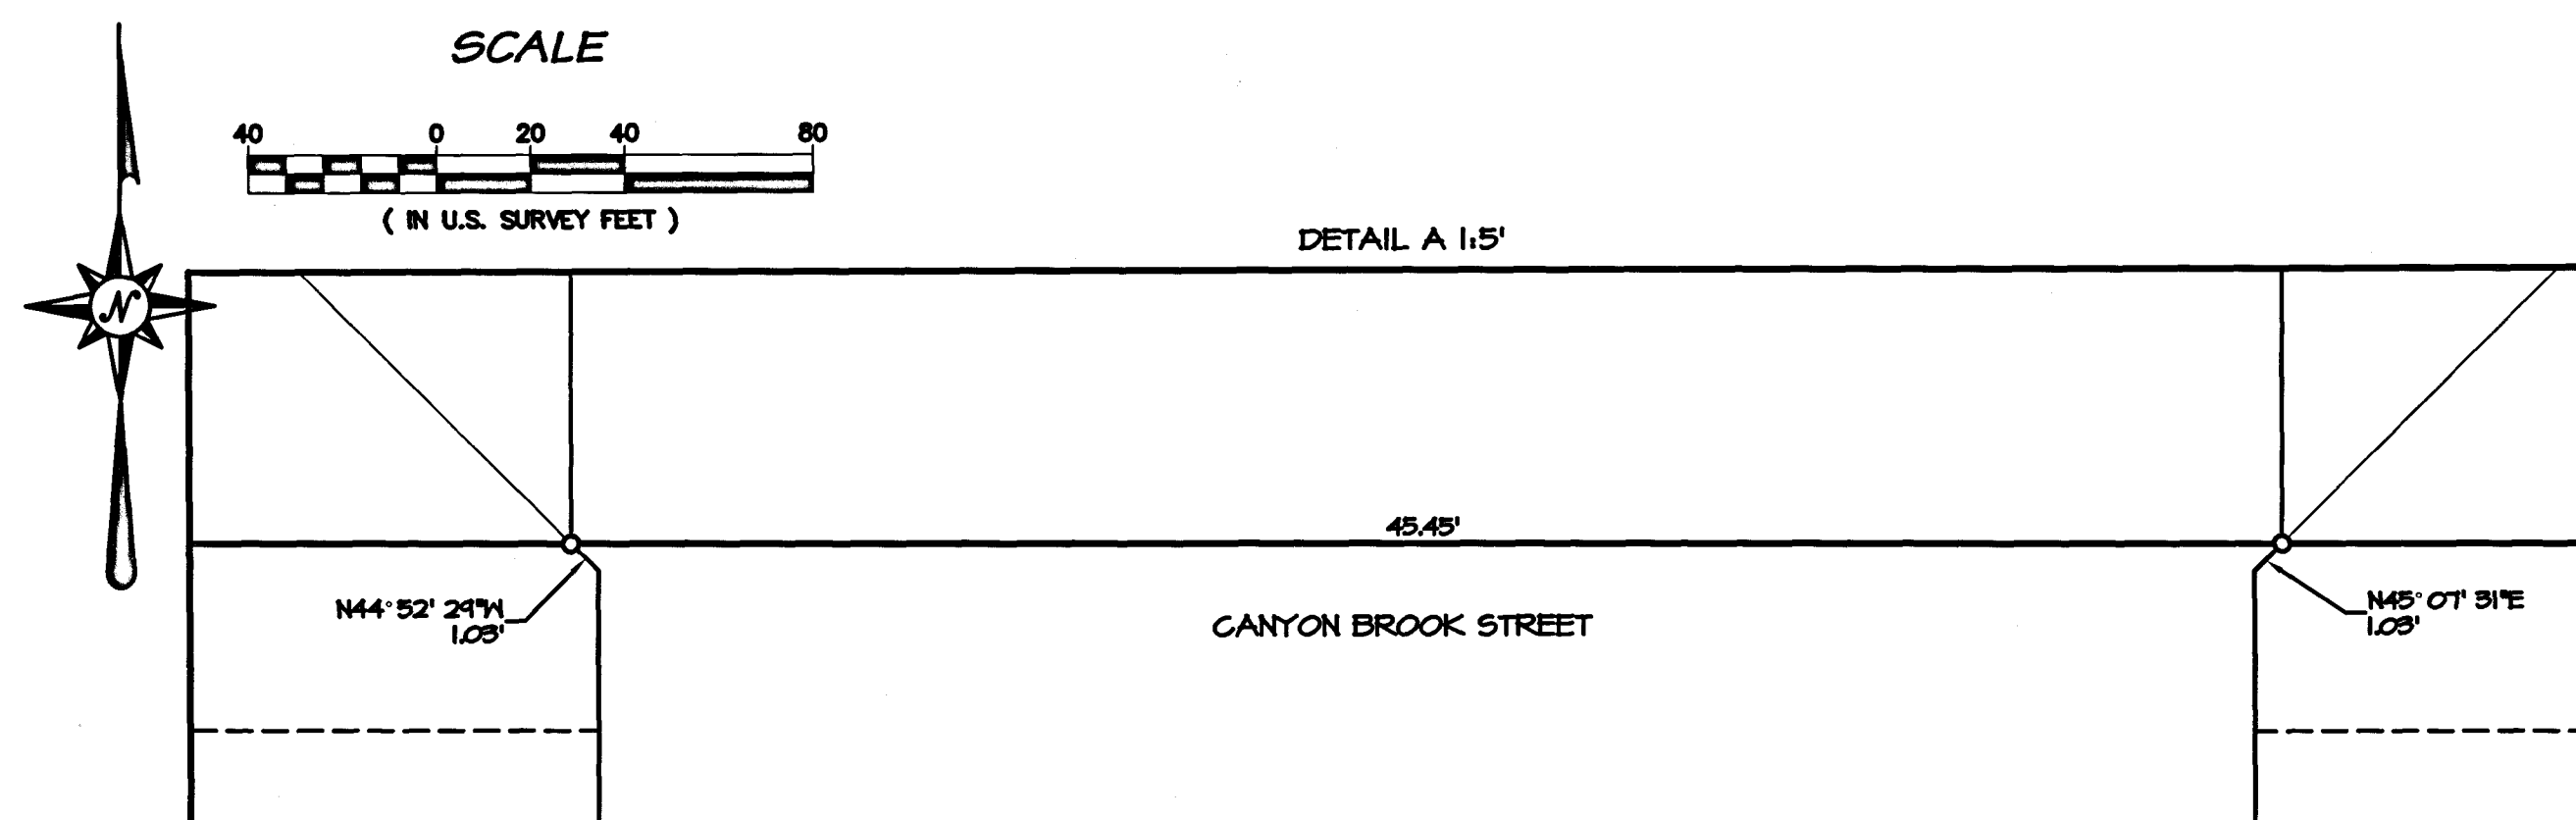 SCALE
40 0 20 40 80
( IN U.S. SURVEY FEET )
DETAIL A 1:5'
N
45.45'
N44°52' 29"W
1.03'
CANYON BROOK STREET
N45°07' 31"E
1.03'